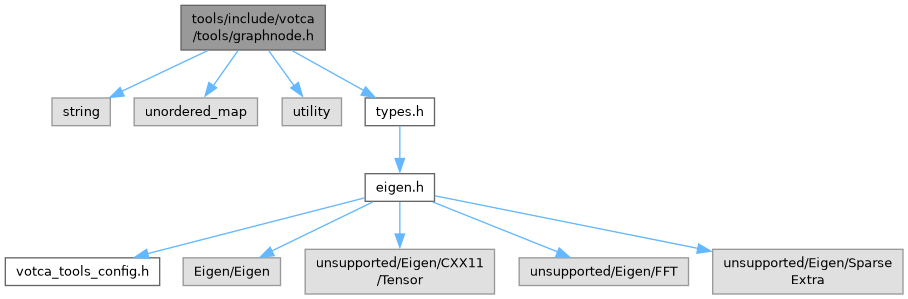 tools/include/votca
/tools/graphnode.h
string
unordered_map
utility
types.h
eigen.h
votca_tools_config.h
Eigen/Eigen
unsupported/Eigen/CXX11
/Tensor
unsupported/Eigen/FFT
unsupported/Eigen/Sparse
Extra